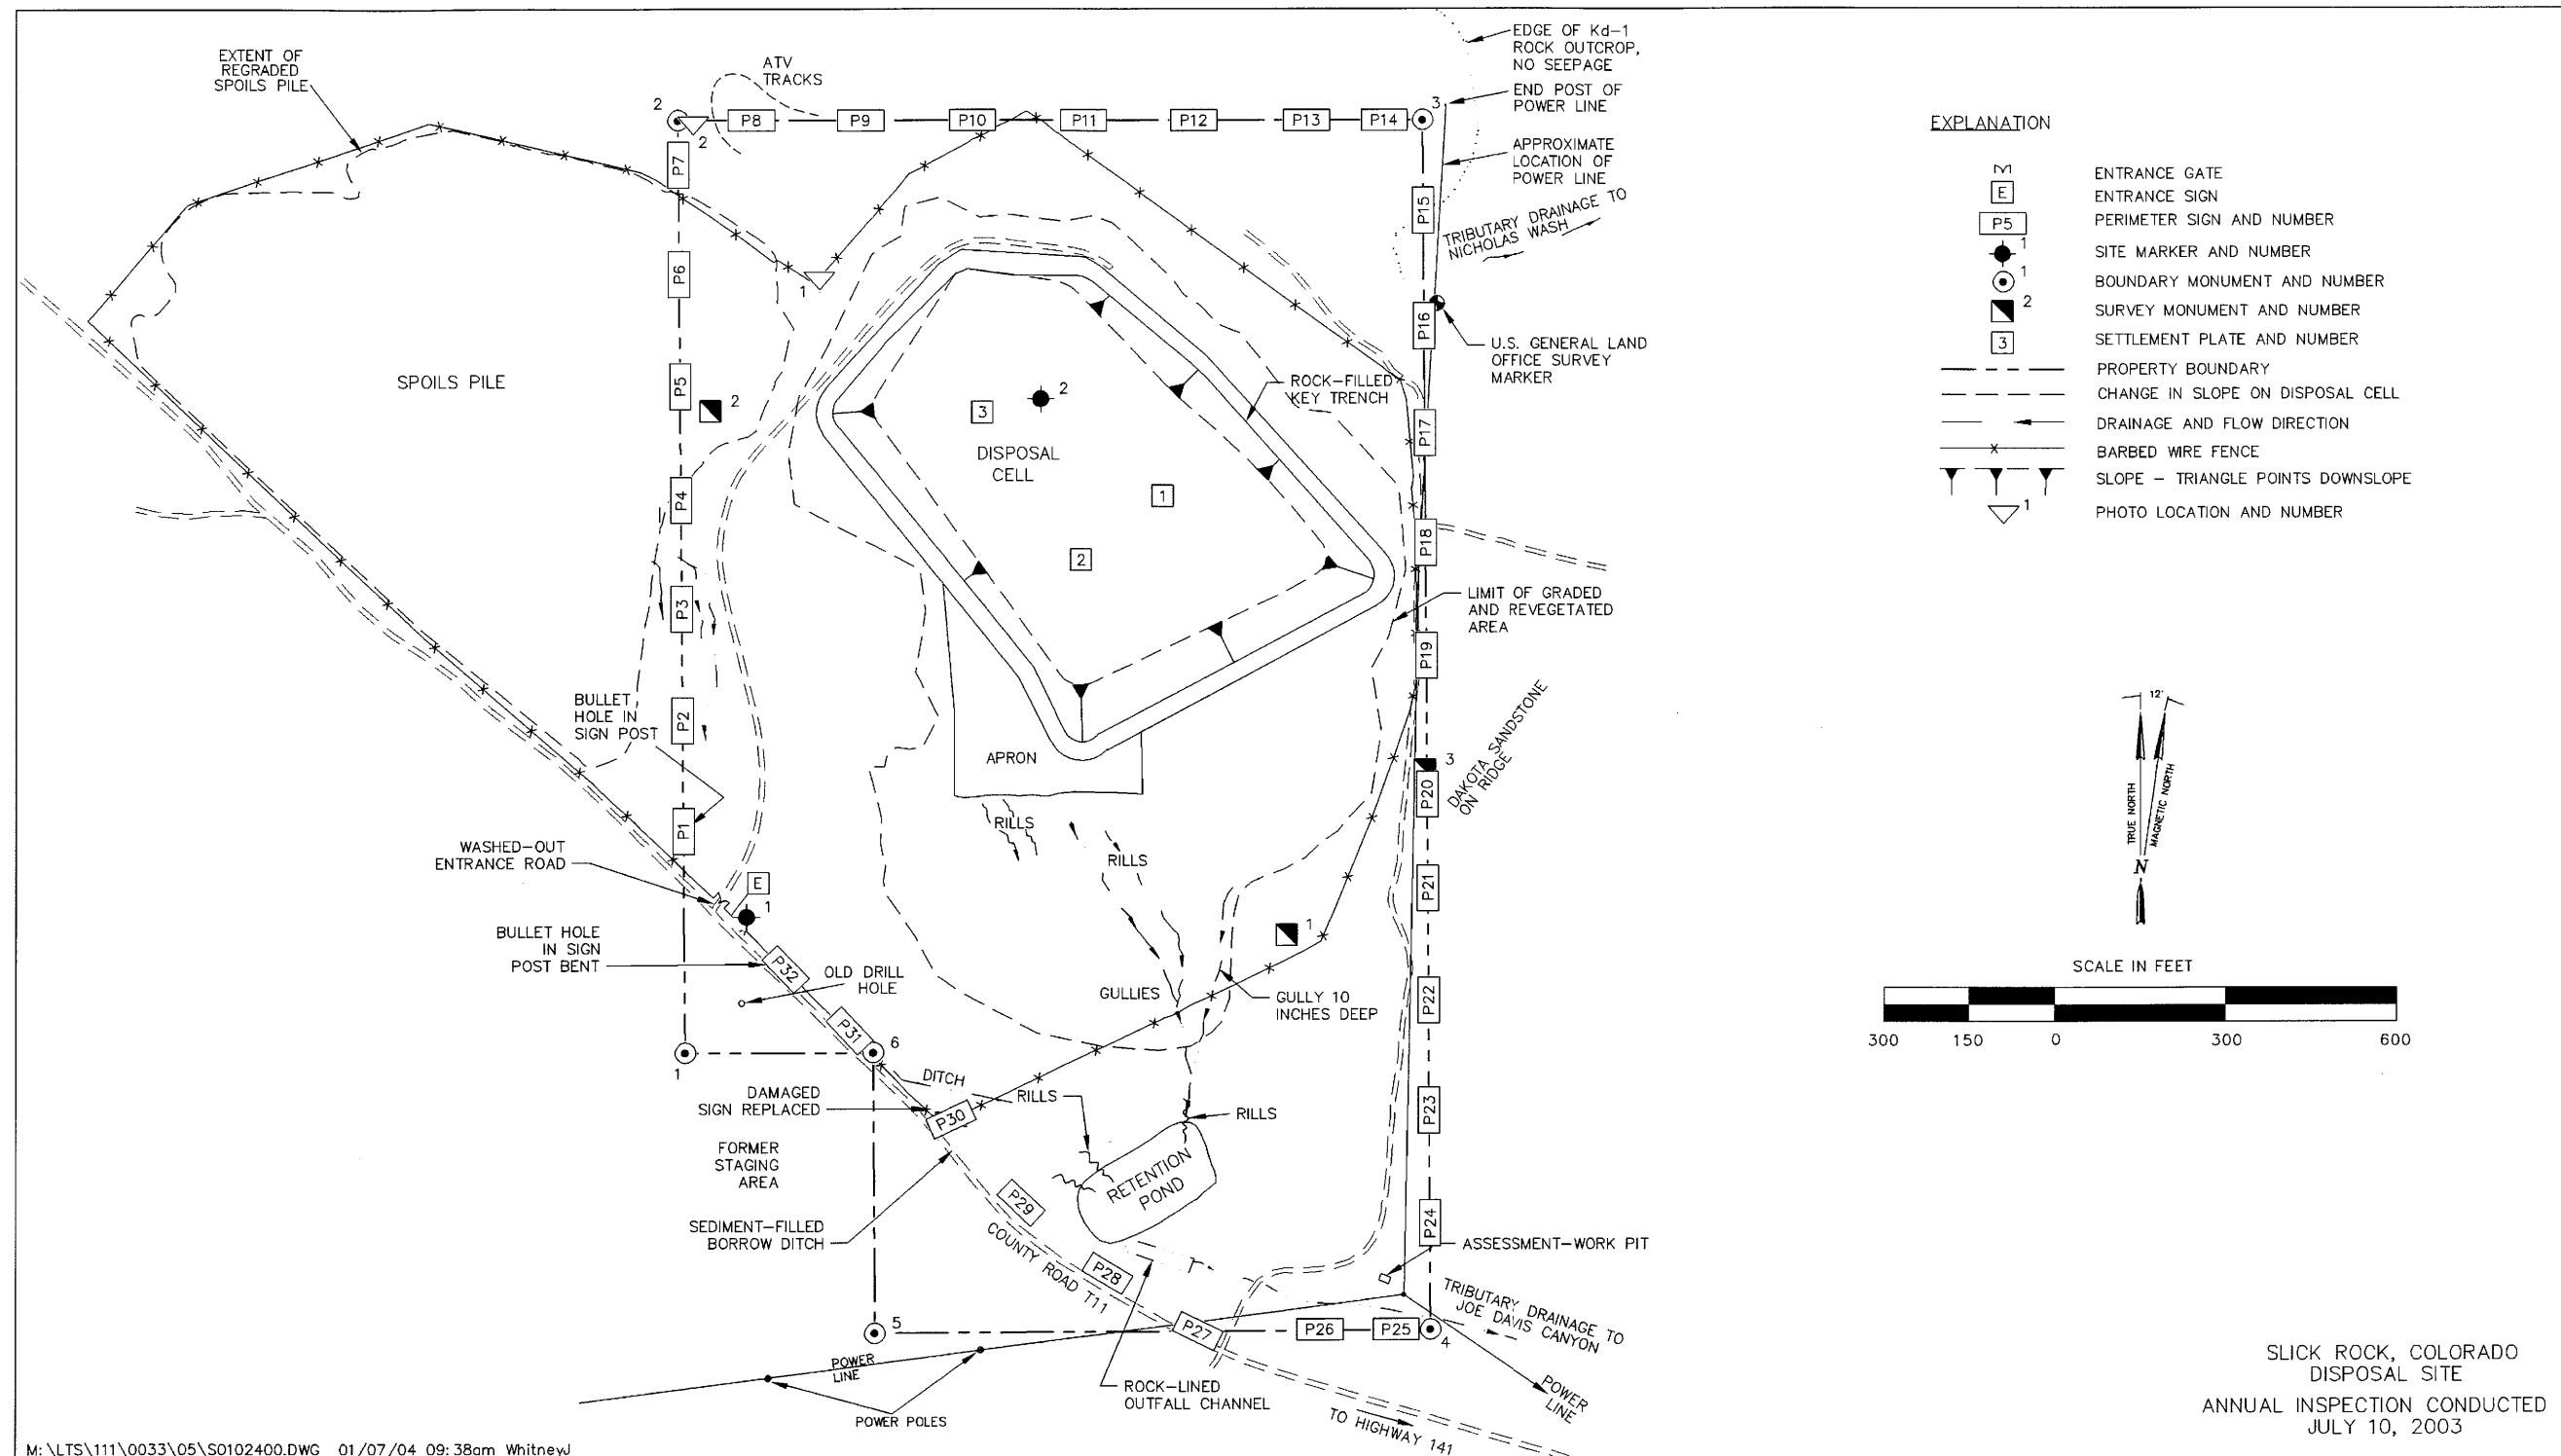 EXTENT OF
REGRADED
SPOILS PILE
ATV
TRACKS
EDGE OF Kd-1
ROCK OUTCROP,
NO SEEPAGE
END POST OF
POWER LINE
APPROXIMATE
LOCATION OF
POWER LINE
TRIBUTARY DRAINAGE TO
NICHOLAS WASH
U.S. GENERAL LAND
OFFICE SURVEY
MARKER
2
2
3
P8
P9
P10
P11
P12
P13
P14
P7
P6
P5
P4
P3
P2
P1
1
2
P15
P16
P17
P18
P19
P20
P21
P22
P23
P24
SPOILS PILE
ROCK-FILLED
KEY TRENCH
3
2
DISPOSAL
CELL
1
2
LIMIT OF GRADED
AND REVEGETATED
AREA
BULLET
HOLE IN
SIGN POST
APRON
DAKOTA SANDSTONE
ON RIDGE
3
RILLS
RILLS
WASHED-OUT
ENTRANCE ROAD
E
1
1
BULLET HOLE
IN SIGN
POST BENT
P32
OLD DRILL
HOLE
GULLIES
GULLY 10
INCHES DEEP
P31
6
1
DITCH
DAMAGED
SIGN REPLACED
P30
RILLS
RILLS
FORMER
STAGING
AREA
RETENTION
POND
P29
SEDIMENT-FILLED
BORROW DITCH
COUNTY ROAD T11
P28
ASSESSMENT-WORK PIT
TRIBUTARY DRAINAGE TO
JOE DAVIS CANYON
5
P27
P26
P25
4
POWER
LINE
ROCK-LINED
OUTFALL CHANNEL
POWER
LINE
POWER POLES
TO HIGHWAY 141
EXPLANATION
ENTRANCE GATE
E
ENTRANCE SIGN
P5
PERIMETER SIGN AND NUMBER
1
SITE MARKER AND NUMBER
1
BOUNDARY MONUMENT AND NUMBER
2
SURVEY MONUMENT AND NUMBER
3
SETTLEMENT PLATE AND NUMBER
PROPERTY BOUNDARY
CHANGE IN SLOPE ON DISPOSAL CELL
DRAINAGE AND FLOW DIRECTION
BARBED WIRE FENCE
SLOPE - TRIANGLE POINTS DOWNSLOPE
1
PHOTO LOCATION AND NUMBER
12°
TRUE NORTH
MAGNETIC NORTH
N
SCALE IN FEET
300 150 0 300 600
SLICK ROCK, COLORADO
DISPOSAL SITE
ANNUAL INSPECTION CONDUCTED
JULY 10, 2003
M:\LTS\111\0033\05\S0102400.DWG 01/07/04 09:38am WhitneyJ